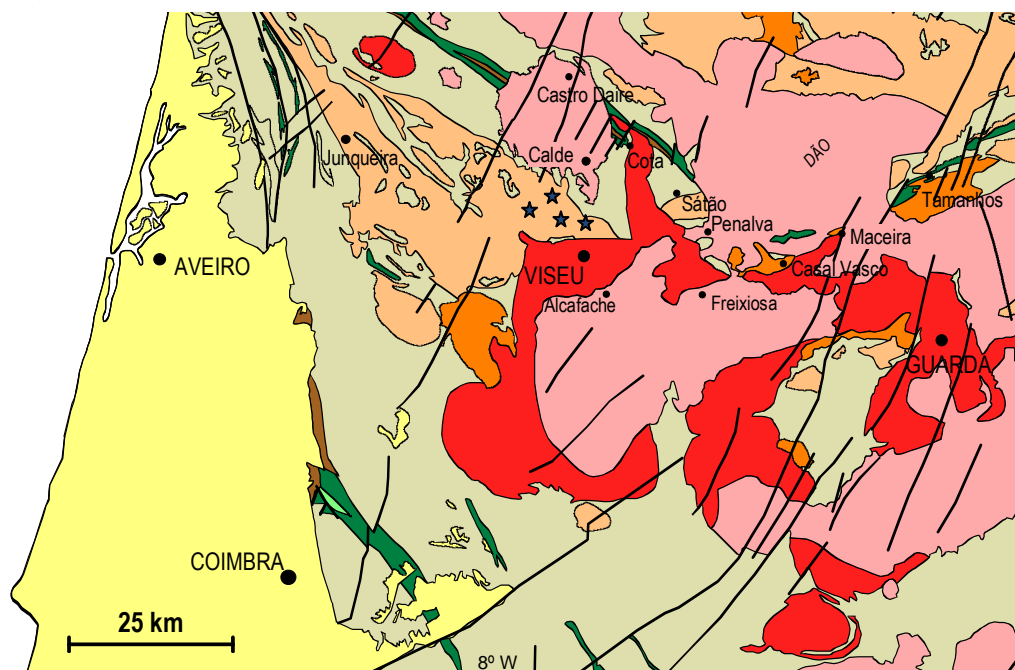 Castro Daire
Junqueira
Calde
Cota
DÃO
Tamanhos
Sátão
Penalva
Maceira
AVEIRO
VISEU
Casal Vasco
Alcafache
Freixiosa
GUARDA
COIMBRA
25 km
8º W